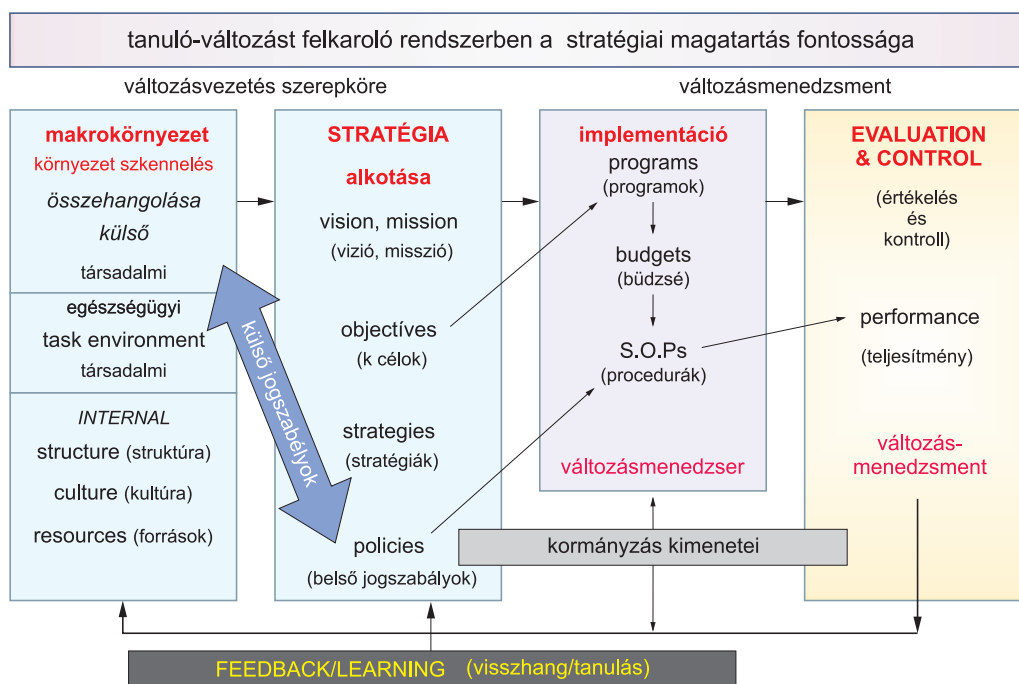 tanuló-változást felkaroló rendszerben a stratégiai magatartás fontossága
változásvezetés szerepköre
változásmenedzsment
makrokörnyezet
környezet szkennelés
összehangolása
külső
társadalmi
egészségügyi
task environment
társadalmi
INTERNAL
structure (struktúra)
culture (kultúra)
resources (források)
külső jogszabélyok
STRATÉGIA
alkotása
vision, mission
(vizió, misszió)
objectíves
(k célok)
strategies
(stratégiák)
policies
(belső jogszabályok)
implementáció
programs
(programok)
budgets
(büdzsé)
S.O.Ps
(procedurák)
változásmenedzser
kormányzás kimenetei
EVALUATION
& CONTROL
(értékelés
és
kontroll)
performance
(teljesítmény)
változás-
menedzsment
FEEDBACK/LEARNING (visszhang/tanulás)